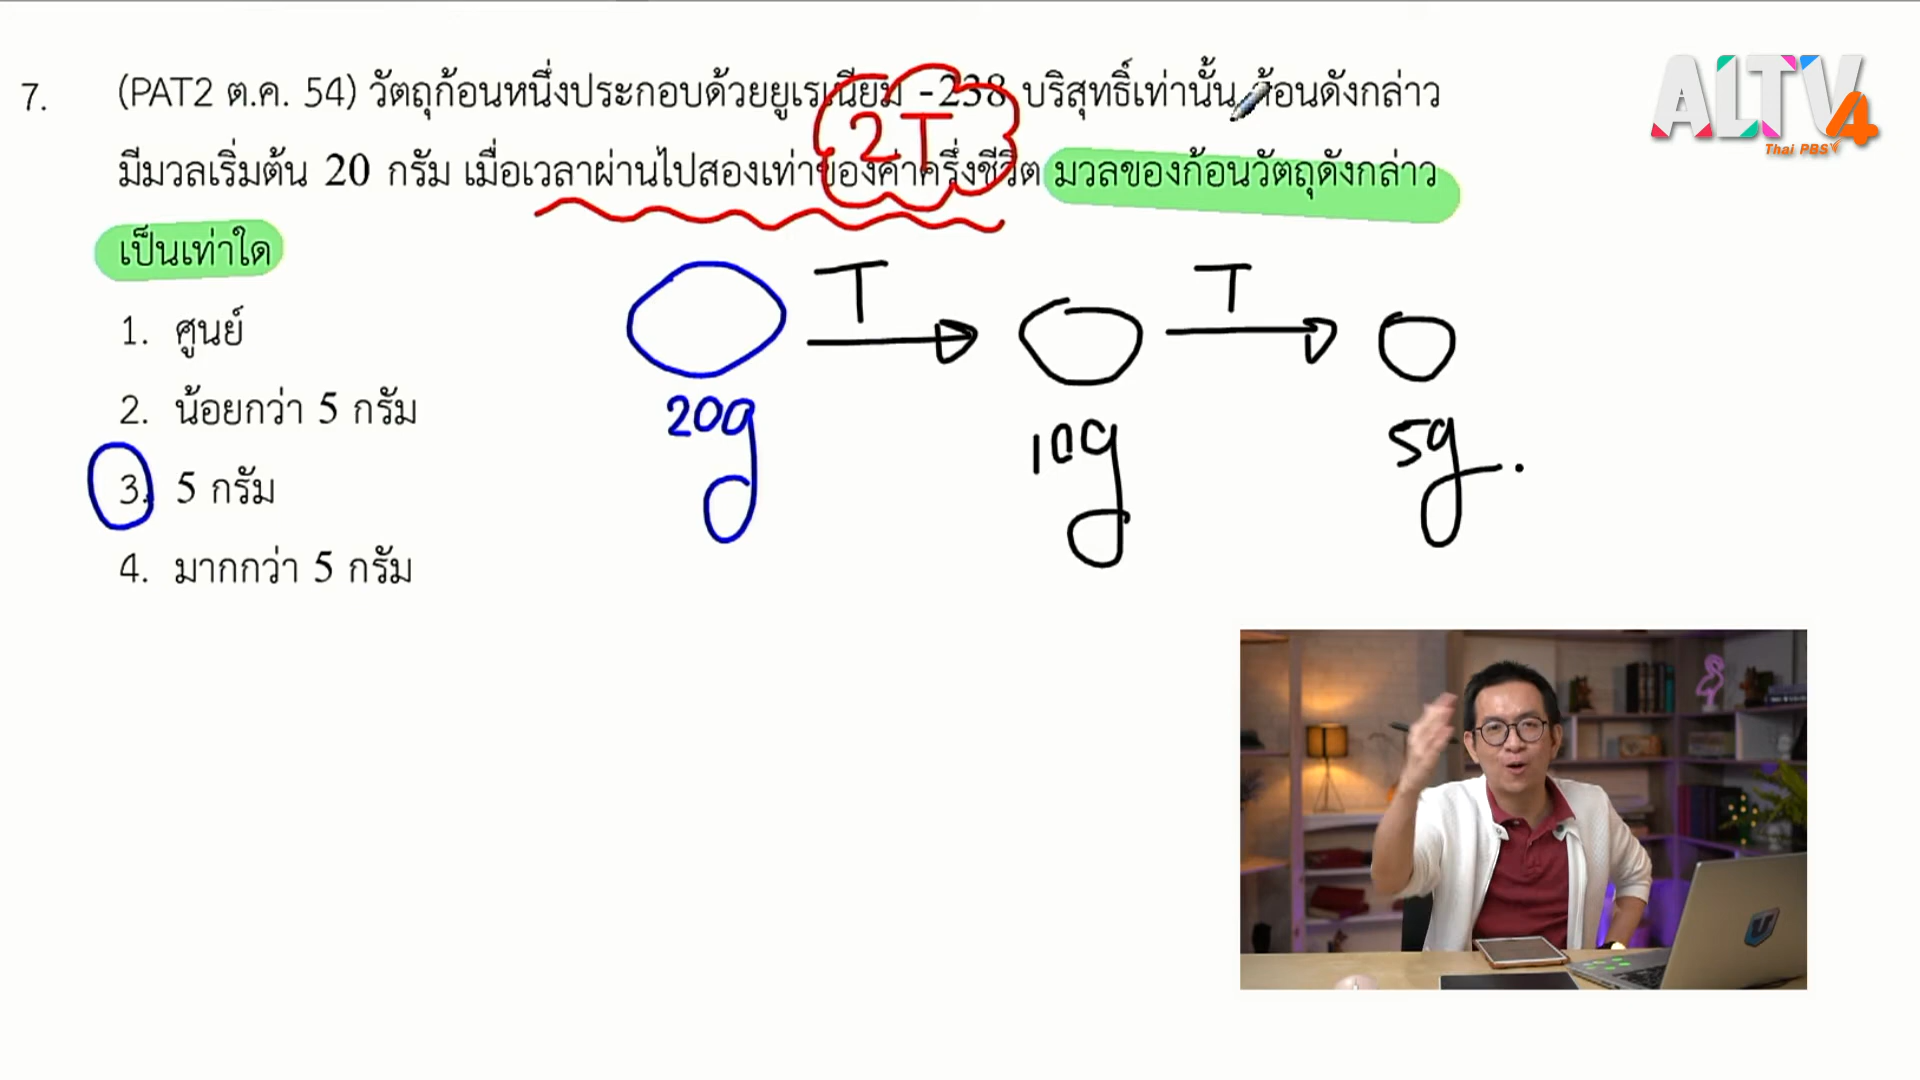 7. (PAT2 ต.ค. 54) วัตถุก้อนหนึ่งประกอบด้วยยูเรเนียม -238 บริสุทธิ์เท่านั้น ก้อนดังกล่าว
มีมวลเริ่มต้น 20 กรัม เมื่อเวลาผ่านไปสองเท่าของค่าครึ่งชีวิต มวลของก้อนวัตถุดังกล่าว
เป็นเท่าใด
1. ศูนย์
2. น้อยกว่า 5 กรัม
3. 5 กรัม
4. มากกว่า 5 กรัม
2T
T
T
20g
10g
5g.
ALTV4
Thai PBS